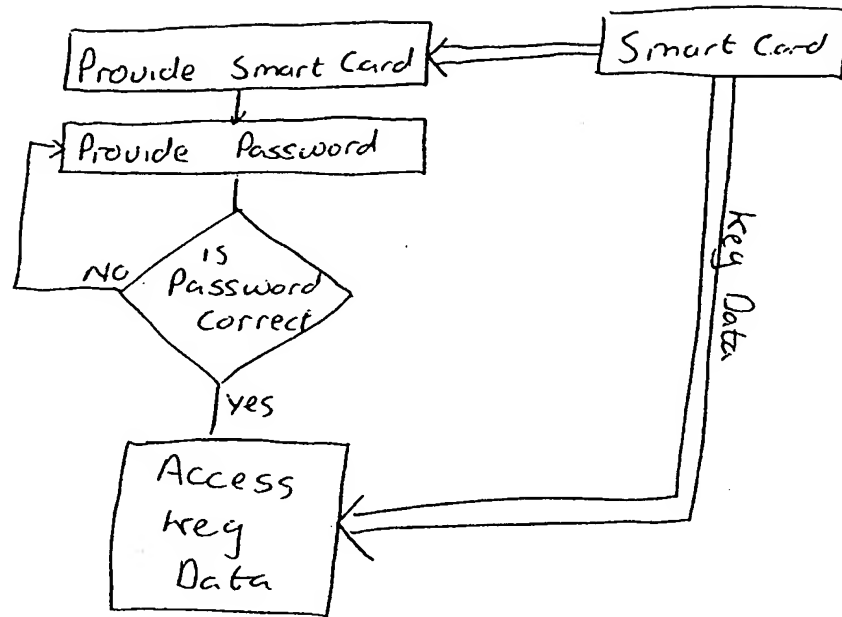 Provide Smart Card
Smart Card
Provide Password
is
Password
Correct
No
Yes
Key Data
Access
Key
Data